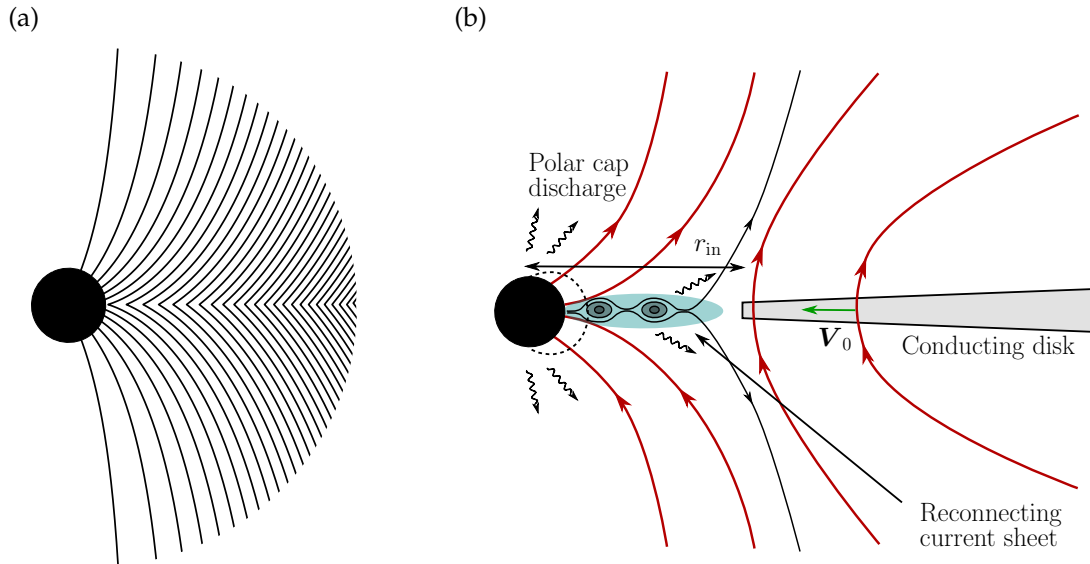 (a)
(b)
Polar cap
discharge
r_in
V_0
Conducting disk
Reconnecting
current sheet